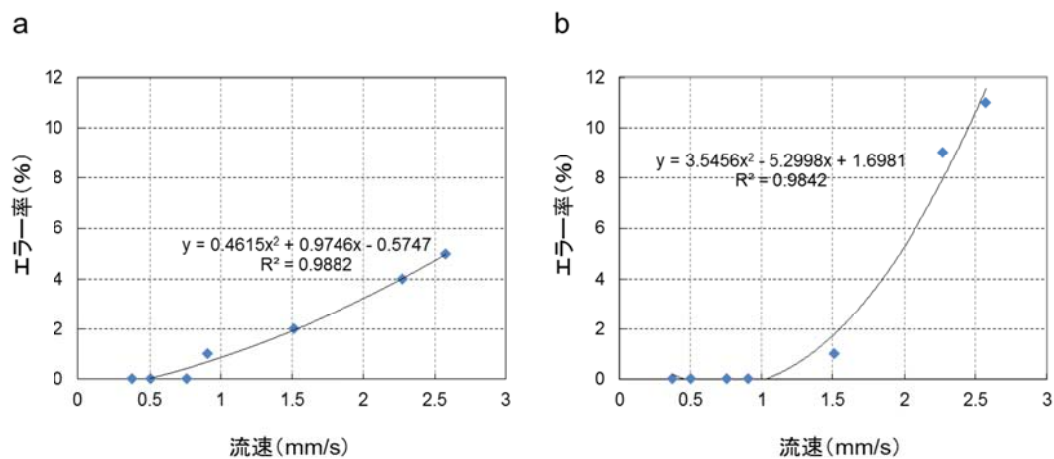 a
12
10
8
6
4
2
0
エラー率(%)
y = 0.4615x² + 0.9746x - 0.5747
R² = 0.9882
0 0.5 1 1.5 2 2.5 3
流速(mm/s)
b
12
10
8
6
4
2
0
エラー率(%)
y = 3.5456x² - 5.2998x + 1.6981
R² = 0.9842
0 0.5 1 1.5 2 2.5 3
流速(mm/s)